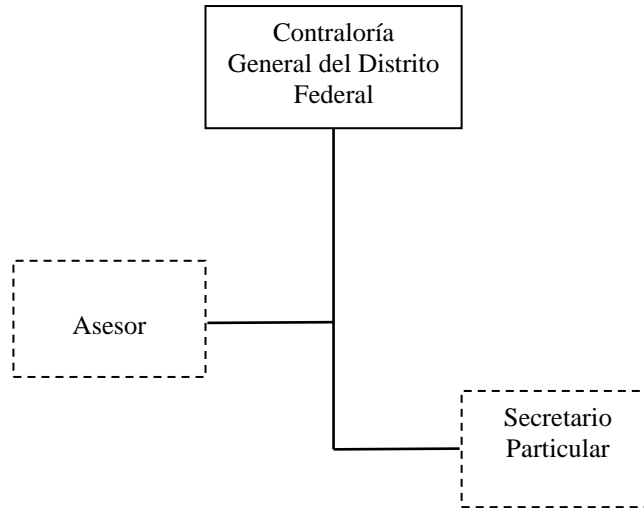 Contraloría
General del Distrito
Federal
Asesor
Secretario
Particular